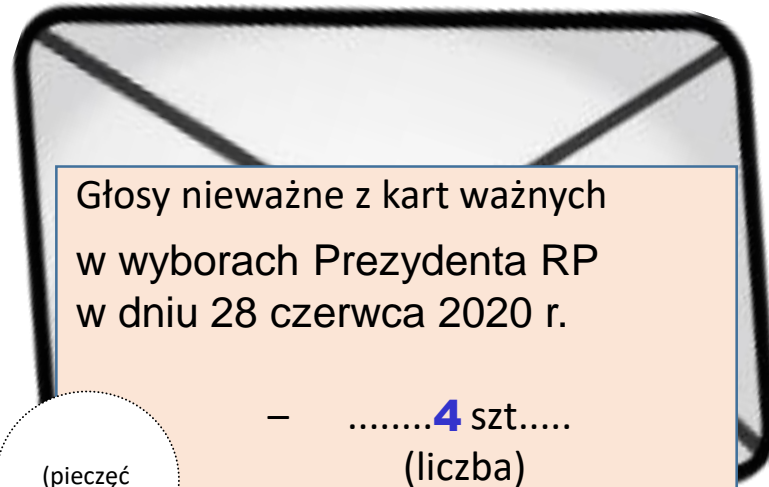 Głosy nieważne z kart ważnych
w wyborach Prezydenta RP
w dniu 28 czerwca 2020 r.
– ........4 szt.....
(liczba)
(pieczęć